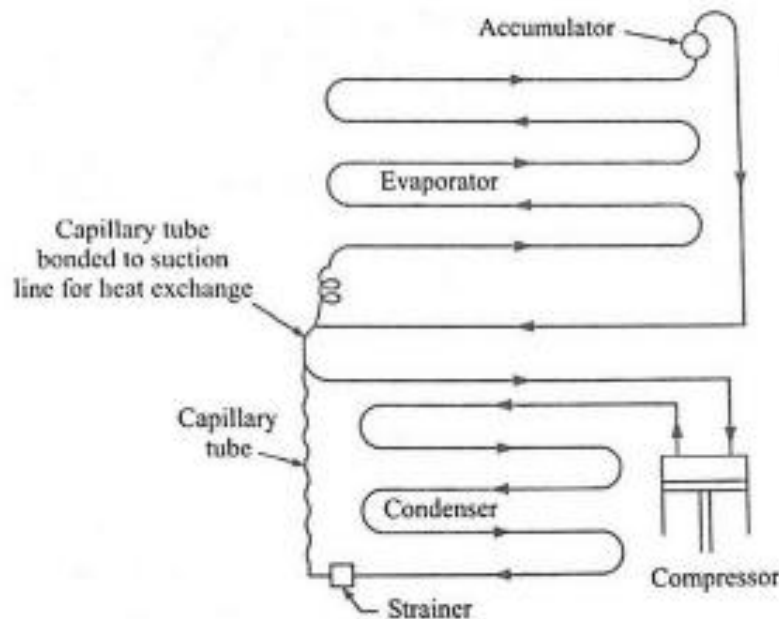 Accumulator
Evaporator
Capillary tube
bonded to suction
line for heat exchange
Capillary
tube
Condenser
Compressor
Strainer